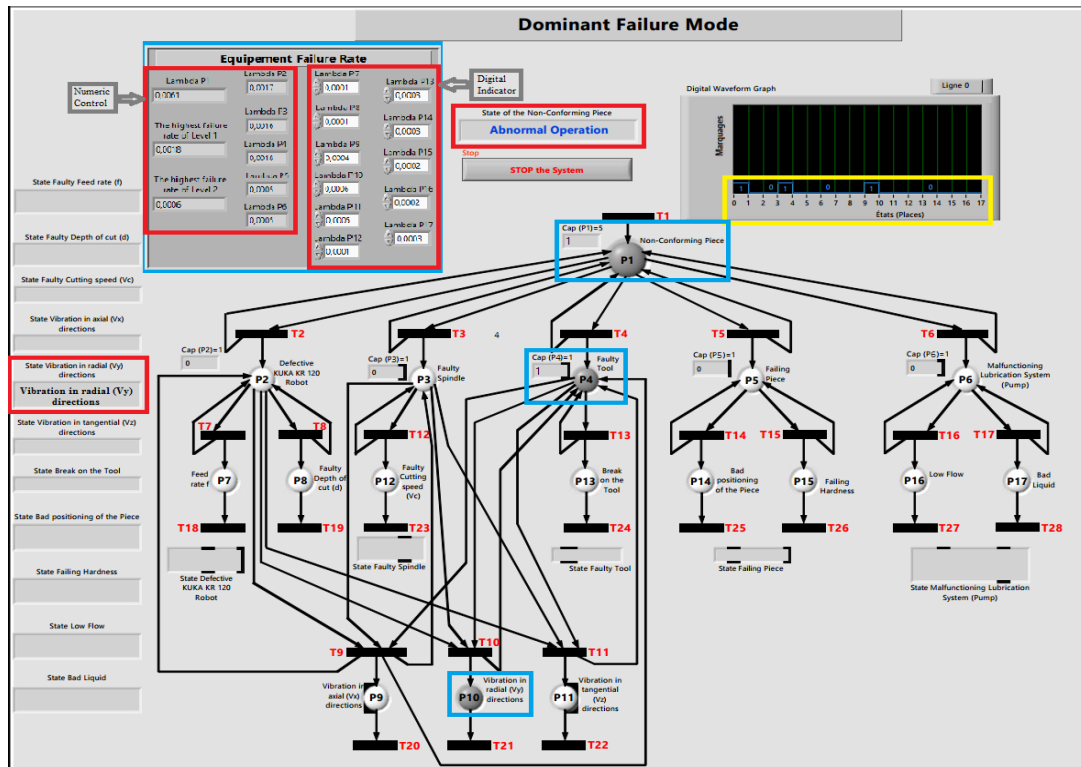 Dominant Failure Mode
Equipement Failure Rate
Numeric
Control
Lambda P1
0,0061
The highest failure
rate of Level 1
0,0018
The highest failure
rate of Level 2
0,0006
Lambda P2
0,0017
Lambda P3
0,0016
Lambda P4
Lambda P5
0,0005
Lambda P6
0,0005
Lambda P7
0,0001
Lambda P8
0,0001
Lambda P9
0,0004
Lambda P10
0,0006
Lambda P11
0,0005
Lambda P12
0,0001
Lambda P13
Lambda P14
0,0003
Lambda P15
0,0002
Lambda P16
0,0002
Lambda P17
0,0003
Digital
Indicator
State of the Non-Conforming Piece
Abnormal Operation
Stop
STOP the System
Ligne 0
Digital Waveform Graph
Marquages
1 0 1 0 1 0
0 1 2 3 4 5 6 7 8 9 10 11 12 13 14 15 16 17
États (Places)
State Faulty Feed rate (f)
State Faulty Depth of cut (d)
State Faulty Cutting speed (Vc)
State Vibration in axial (Vx)
directions
State Vibration in radial (Vy)
directions
Vibration in radial (Vy)
directions
State Vibration in tangential (Vz)
directions
State Break on the Tool
State Bad positioning of the Piece
State Failing Hardness
State Low Flow
State Bad Liquid
T1
Cap (P1)=5
1
Non-Conforming Piece
P1
T2
T3
4
T4
T5
T6
Cap (P2)=1
0
Defective
KUKA KR 120
Robot
P2
Cap (P3)=1
0
Faulty
Spindle
P3
Cap (P4)=1
1
Faulty
Tool
P4
Cap (P5)=1
0
Failing
Piece
P5
Cap (P6)=1
0
Malfunctioning
Lubrication System
(Pump)
P6
T7
T8
T12
T13
T14
T15
T16
T17
Feed
rate f
P7
Faulty
Depth of
cut (d)
P8
Faulty
Cutting
speed (Vc)
P12
Break
on the
Tool
P13
Bad
positioning
of the Piece
P14
Failing
Hardness
P15
Low Flow
P16
Bad
Liquid
P17
T18
T19
T23
T24
T25
T26
T27
T28
State Defective
KUKA KR 120
Robot
State Faulty Spindle
State Faulty Tool
State Failing Piece
State Malfunctioning Lubrication
System (Pump)
T9
T10
T11
Vibration in
axial (Vx)
directions
P9
Vibration in
radial (Vy)
directions
P10
Vibration in
tangential
(Vz)
directions
P11
T20
T21
T22